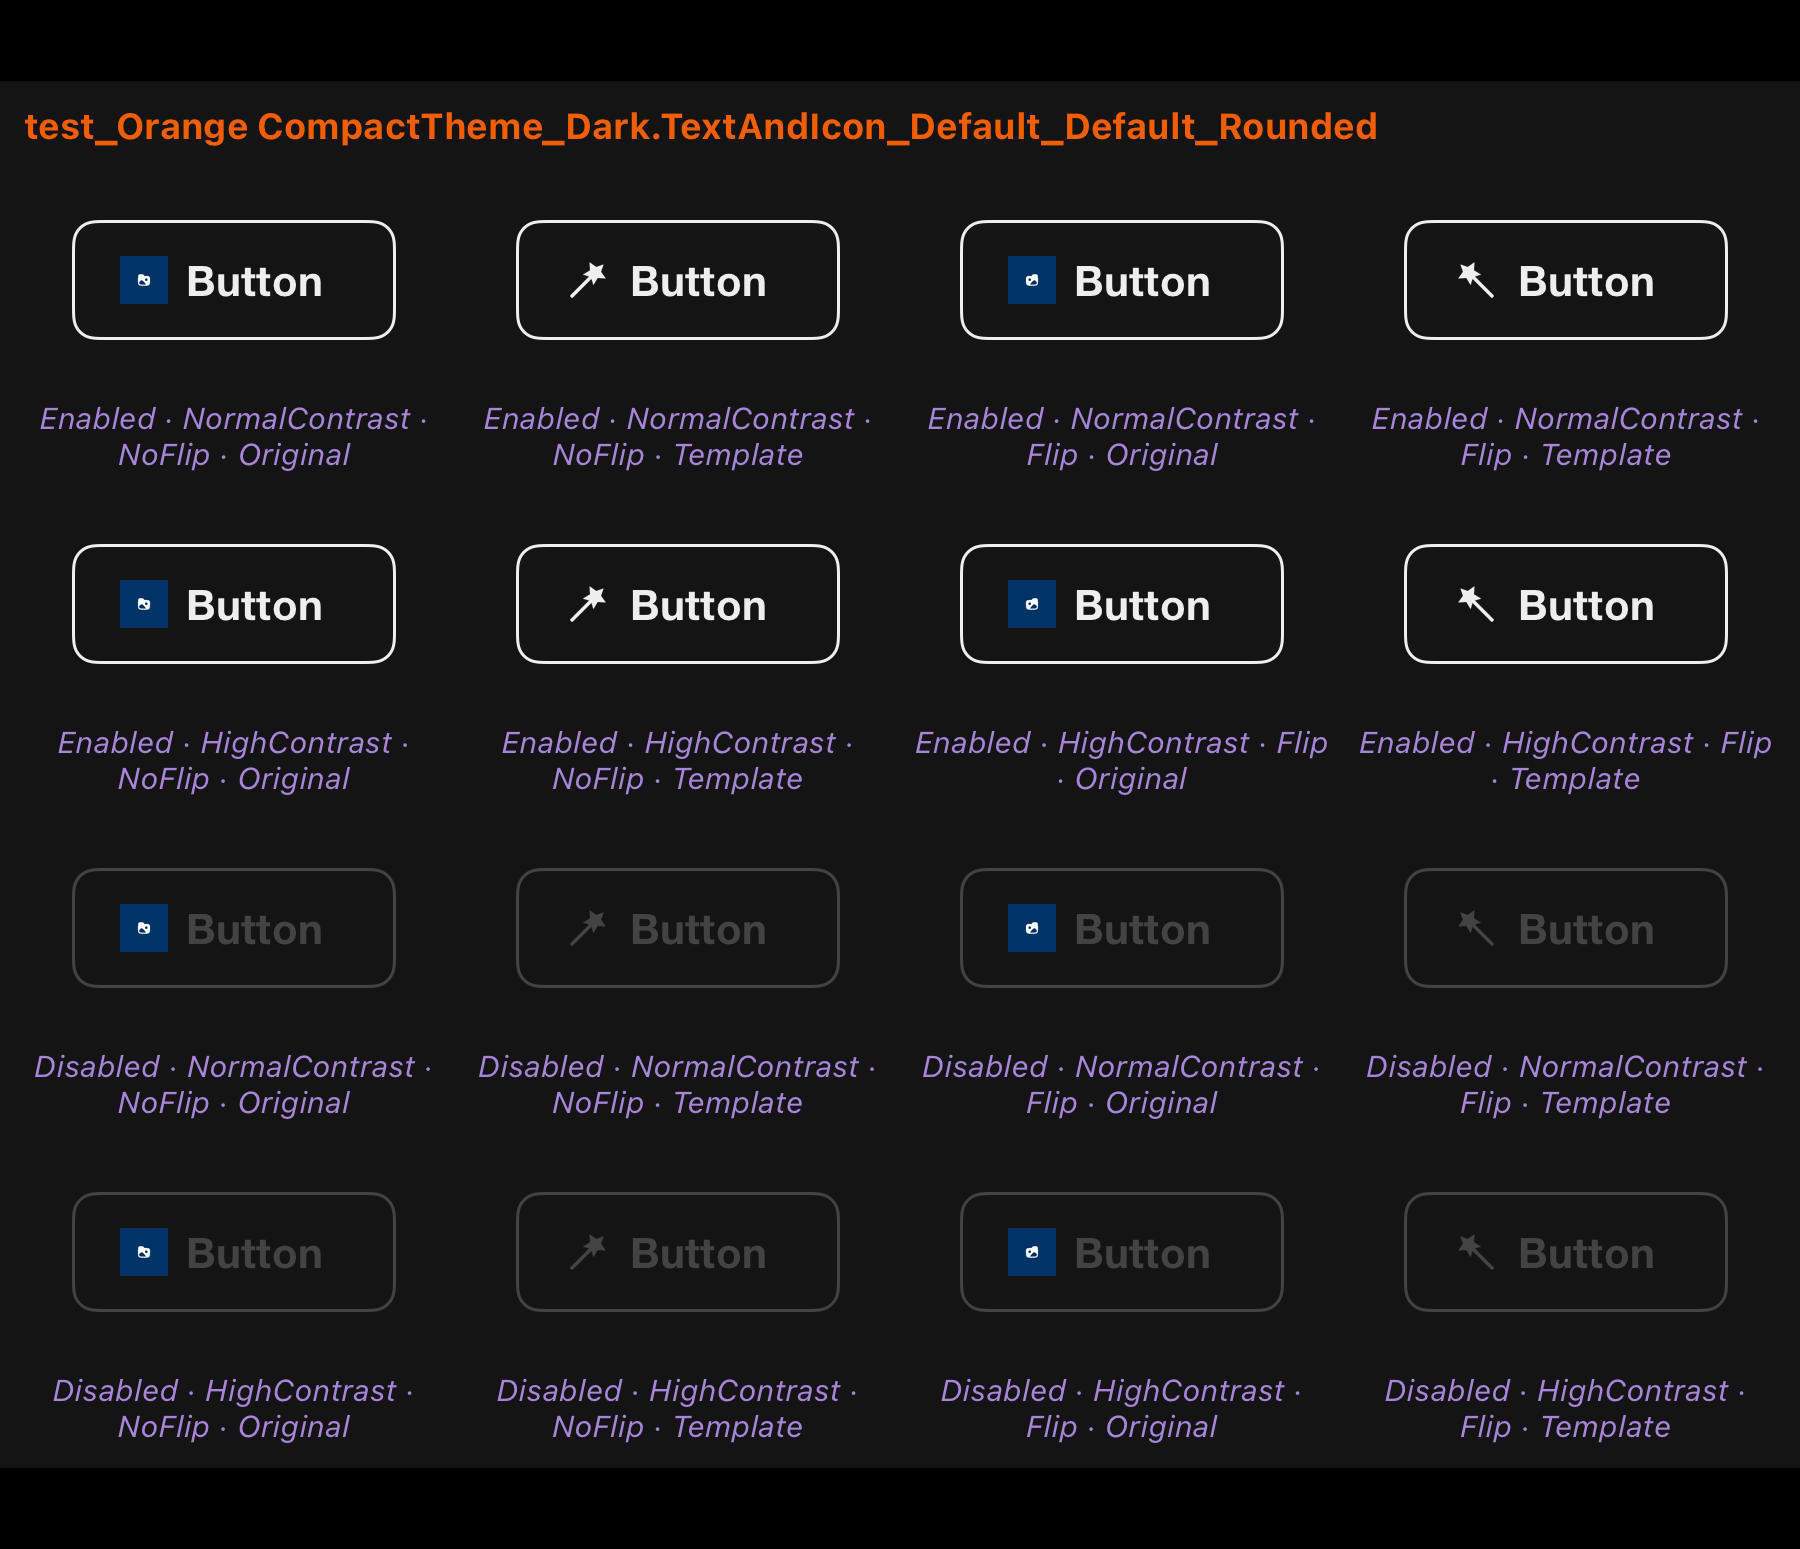 test_Orange CompactTheme_Dark.TextAndIcon_Default_Default_Rounded
Button Button Button Button
Enabled · NormalContrast · Enabled · NormalContrast · Enabled · NormalContrast · Enabled · NormalContrast ·
NoFlip · Original NoFlip · Template Flip · Original Flip · Template
Button Button Button Button
Enabled · HighContrast · Enabled · HighContrast · Enabled · HighContrast · Flip Enabled · HighContrast · Flip
NoFlip · Original NoFlip · Template · Original · Template
Button Button Button Button
Disabled · NormalContrast · Disabled · NormalContrast · Disabled · NormalContrast · Disabled · NormalContrast ·
NoFlip · Original NoFlip · Template Flip · Original Flip · Template
Button Button Button Button
Disabled · HighContrast · Disabled · HighContrast · Disabled · HighContrast · Disabled · HighContrast ·
NoFlip · Original NoFlip · Template Flip · Original Flip · Template